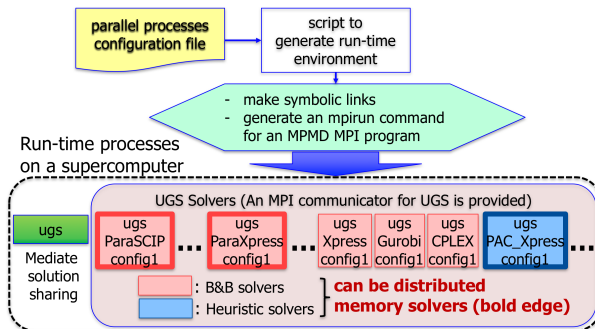 parallel processes
configuration file
script to
generate run-time
environment
- make symbolic links
- generate an mpirun command
for an MPMD MPI program
Run-time processes
on a supercomputer
UGS Solvers (An MPI communicator for UGS is provided)
ugs
Mediate
solution
sharing
ugs
ParaSCIP
config1
...
ugs
ParaXpress
config1
...
ugs
Xpress
config1
ugs
Gurobi
config1
ugs
CPLEX
config1
ugs
PAC_Xpress
config1
...
: B&B solvers
: Heuristic solvers
can be distributed
memory solvers (bold edge)